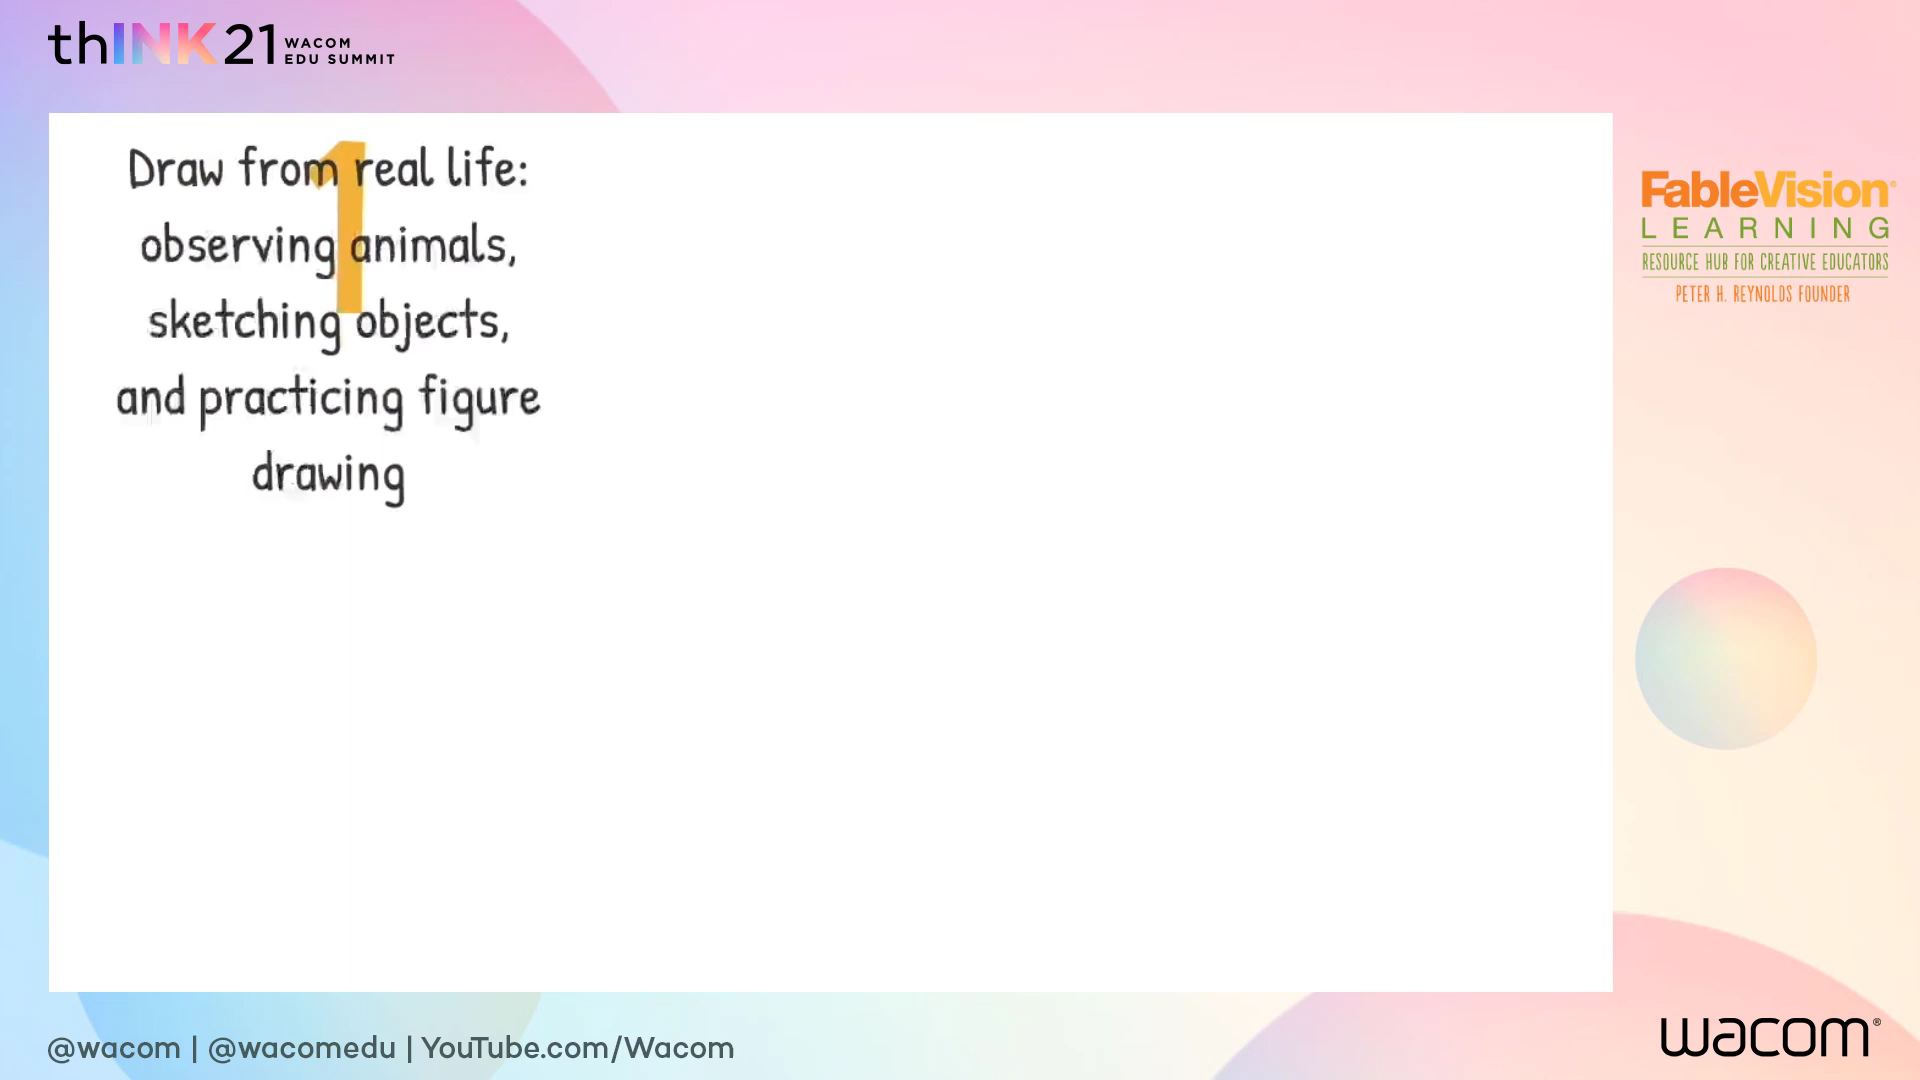 thINK21 WACOM
EDU SUMMIT
1
Draw from real life:
observing animals,
sketching objects,
and practicing figure
drawing
FableVision®
LEARNING
RESOURCE HUB FOR CREATIVE EDUCATORS
PETER H. REYNOLDS FOUNDER
@wacom | @wacomedu | YouTube.com/Wacom
wacom®